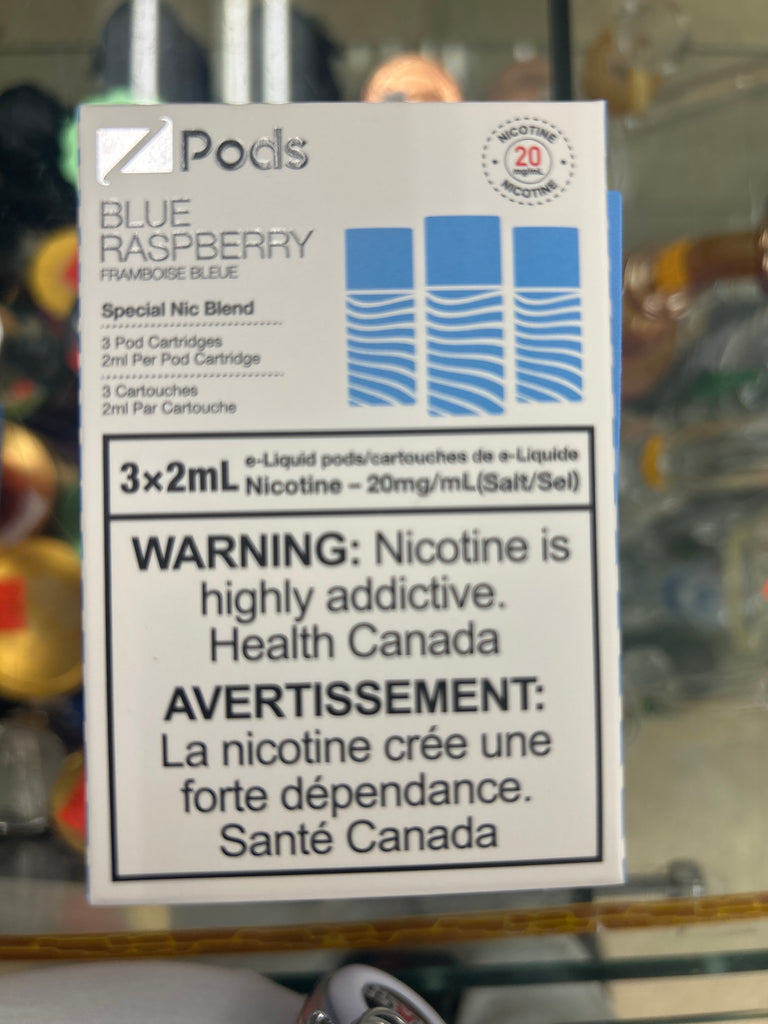 Z Pods
NICOTINE
20
mg/mL
NICOTINE
BLUE
RASPBERRY
FRAMBOISE BLEUE
Special Nic Blend
3 Pod Cartridges
2ml Per Pod Cartridge
3 Cartouches
2ml Par Cartouche
3×2mL
e-Liquid pods/cartouches de e-Liquide
Nicotine – 20mg/mL(Salt/Sel)
WARNING: Nicotine is
highly addictive.
Health Canada
AVERTISSEMENT:
La nicotine crée une
forte dépendance.
Santé Canada